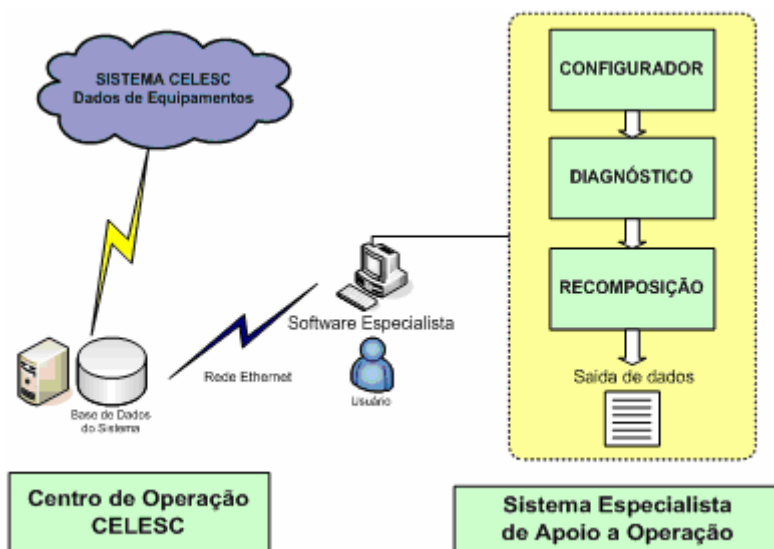 SISTEMA CELESC
Dados de Equipamentos
CONFIGURADOR
DIAGNÓSTICO
RECOMPOSIÇÃO
Saída de dados
Software Especialista
Usuário
Rede Ethernet
Base de Dados
do Sistema
Centro de Operação
CELESC
Sistema Especialista
de Apoio a Operação